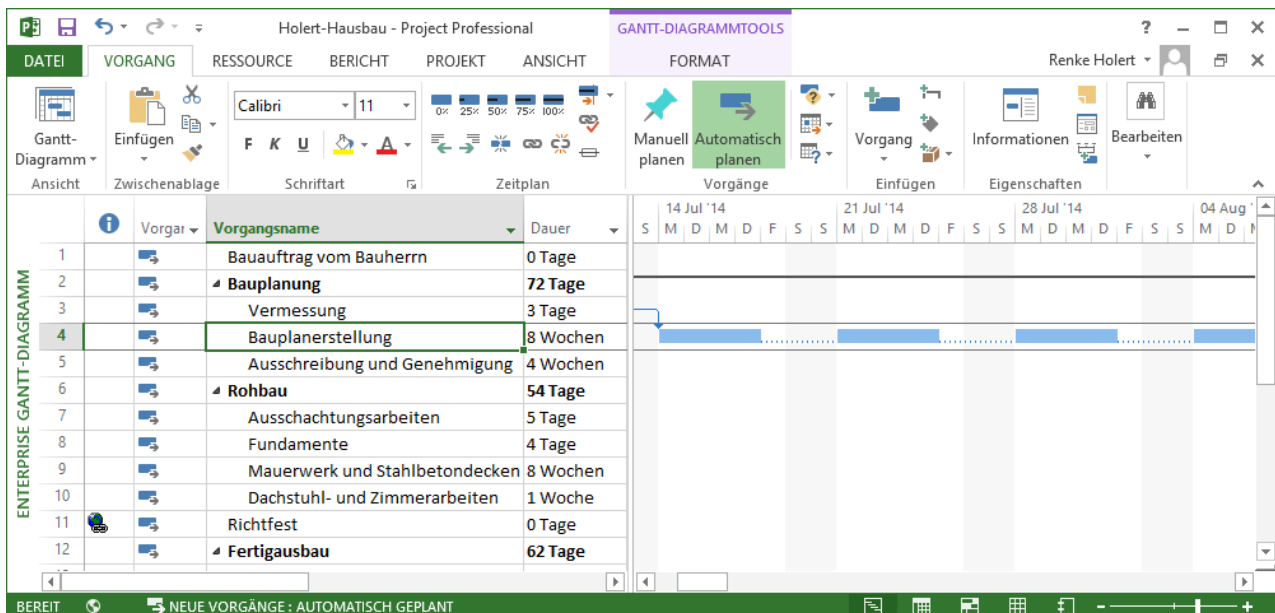 Holert-Hausbau - Project Professional
GANTT-DIAGRAMMTOOLS
?
DATEI VORGANG RESSOURCE BERICHT PROJEKT ANSICHT FORMAT Renke Holert
Calibri 11
0% 25% 50% 75% 100%
F K U A
Gantt-Diagramm
Einfügen
Manuell planen
Automatisch planen
Vorgang
Informationen
Bearbeiten
Ansicht Zwischenablage Schriftart Zeitplan Vorgänge Einfügen Eigenschaften
14 Jul '14 21 Jul '14 28 Jul '14 04 Aug '
Vorgar Vorgangsname Dauer S M D M D F S S M D M D F S S M D M D F S S M D
1 Bauauftrag vom Bauherrn 0 Tage
2 Bauplanung 72 Tage
3 Vermessung 3 Tage
4 Bauplanerstellung 8 Wochen
5 Ausschreibung und Genehmigung 4 Wochen
6 Rohbau 54 Tage
7 Ausschachtungsarbeiten 5 Tage
8 Fundamente 4 Tage
9 Mauerwerk und Stahlbetondecken 8 Wochen
10 Dachstuhl- und Zimmerarbeiten 1 Woche
11 Richtfest 0 Tage
12 Fertigausbau 62 Tage
ENTERPRISE GANTT-DIAGRAMM
BEREIT NEUE VORGÄNGE : AUTOMATISCH GEPLANT